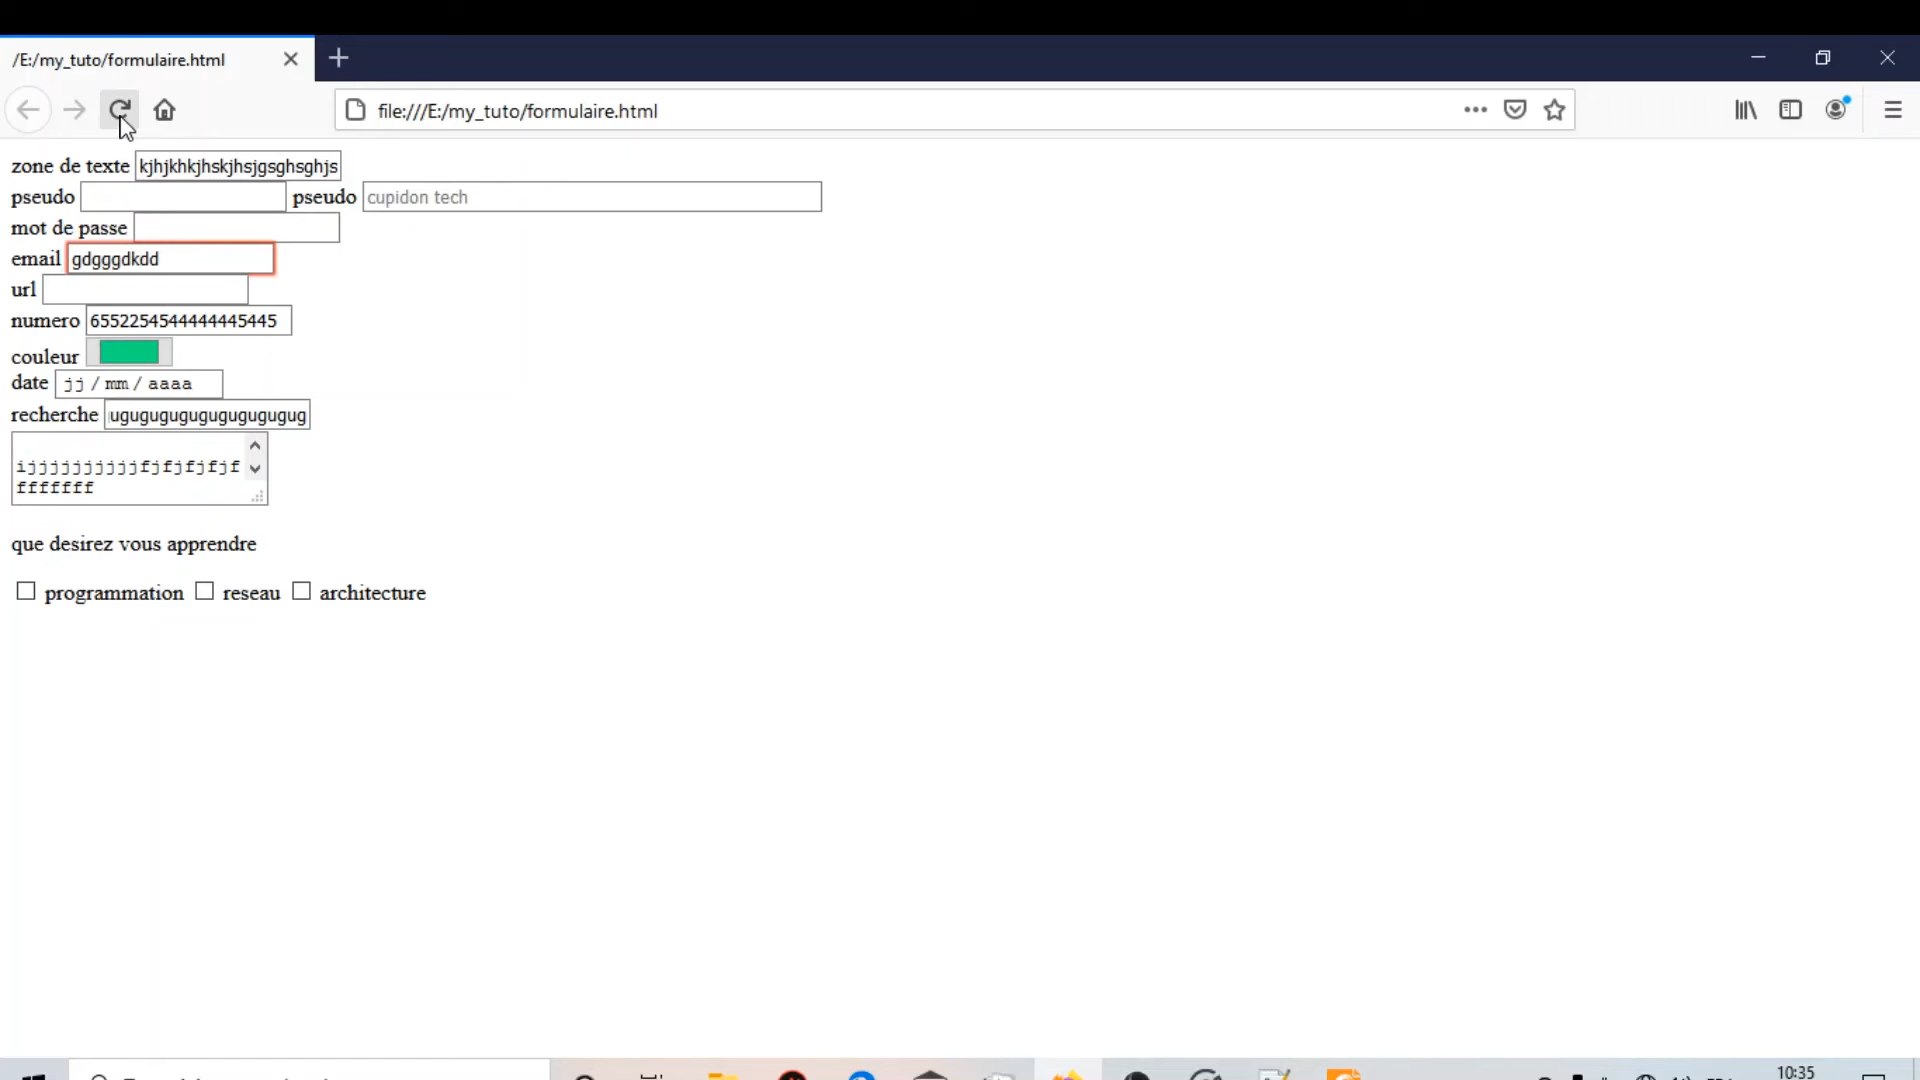 /E:/my_tuto/formulaire.html
file:///E:/my_tuto/formulaire.html
zone de texte kjhjkhkjhskjhsjgsghsghjs
pseudo pseudo cupidon tech
mot de passe
email gdgggdkdd
url
numero 6552254544444445445
couleur
date jj / mm / aaaa
recherche ugugugugugugugugugug
ijjjjjjjjjjfjfjfjfjf
fffffff
que desirez vous apprendre
programmation reseau architecture
10:35